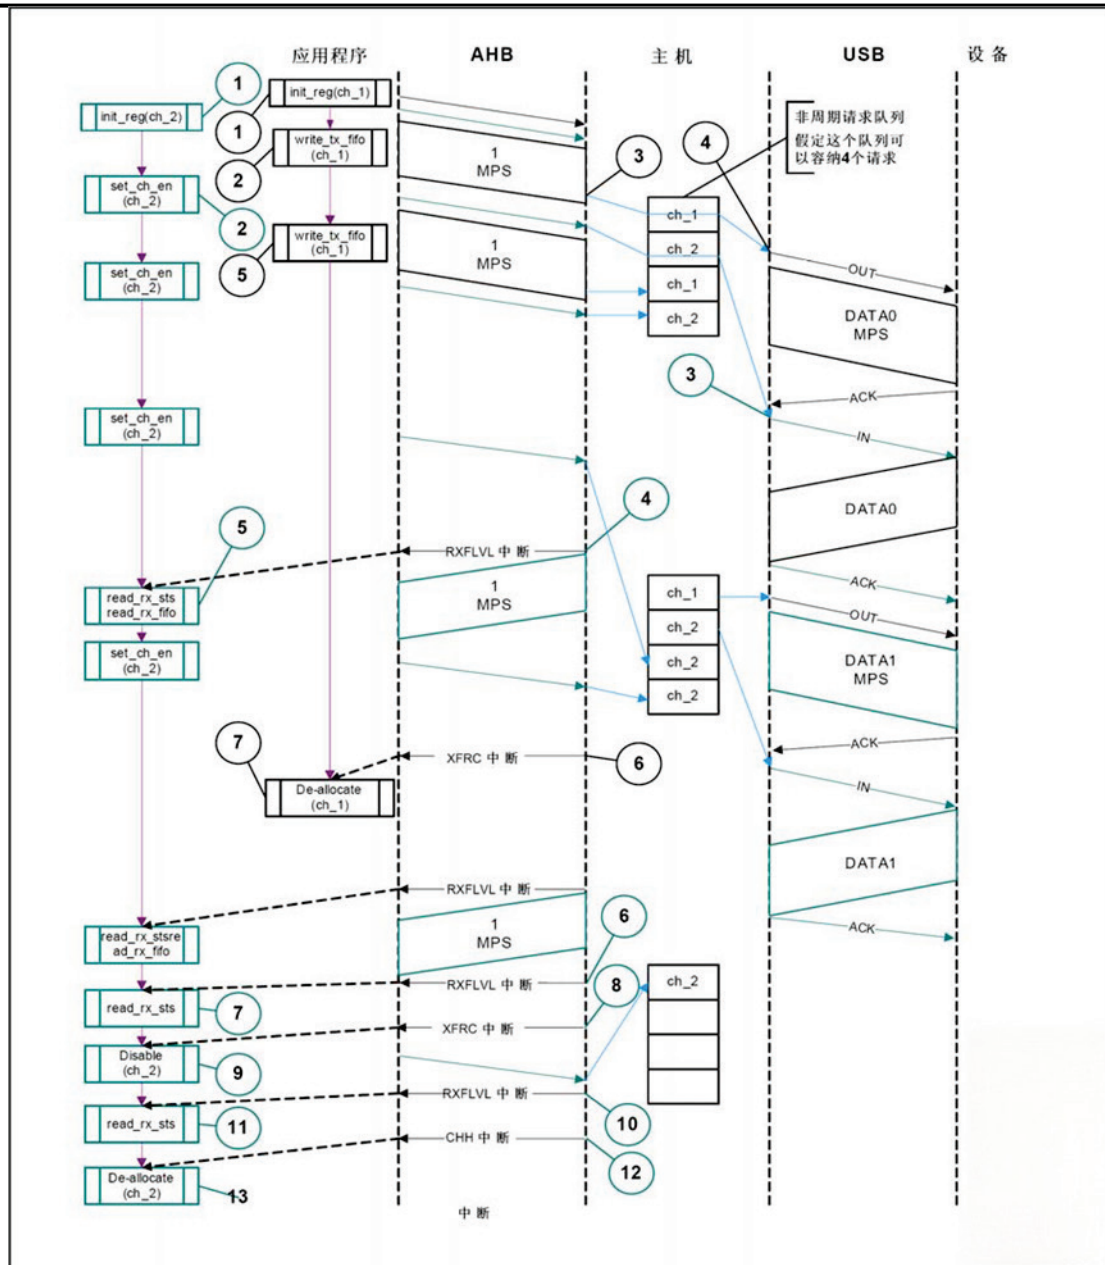 应用程序
AHB
主机
USB
设备
1
init_reg(ch_2)
init_reg(ch_1)
1
非周期请求队列
假定这个队列可
以容纳4个请求
write_tx_fifo
(ch_1)
2
1
MPS
3
4
set_ch_en
(ch_2)
2
ch_1
ch_2
ch_1
ch_2
write_tx_fifo
(ch_1)
5
1
MPS
set_ch_en
(ch_2)
OUT
DATA0
MPS
3
ACK
set_ch_en
(ch_2)
IN
4
DATA0
5
RXFLVL 中断
read_rx_sts
read_rx_fifo
1
MPS
ACK
ch_1
ch_2
ch_2
ch_2
OUT
set_ch_en
(ch_2)
DATA1
MPS
7
ACK
XFRC 中断
6
De-allocate
(ch_1)
IN
DATA1
RXFLVL 中断
6
ACK
read_rx_stsre
ad_rx_fifo
1
MPS
RXFLVL 中断
8
ch_2
read_rx_sts
7
XFRC 中断
Disable
(ch_2)
9
RXFLVL 中断
10
read_rx_sts
11
CHH 中断
12
De-allocate
(ch_2)
13
中断